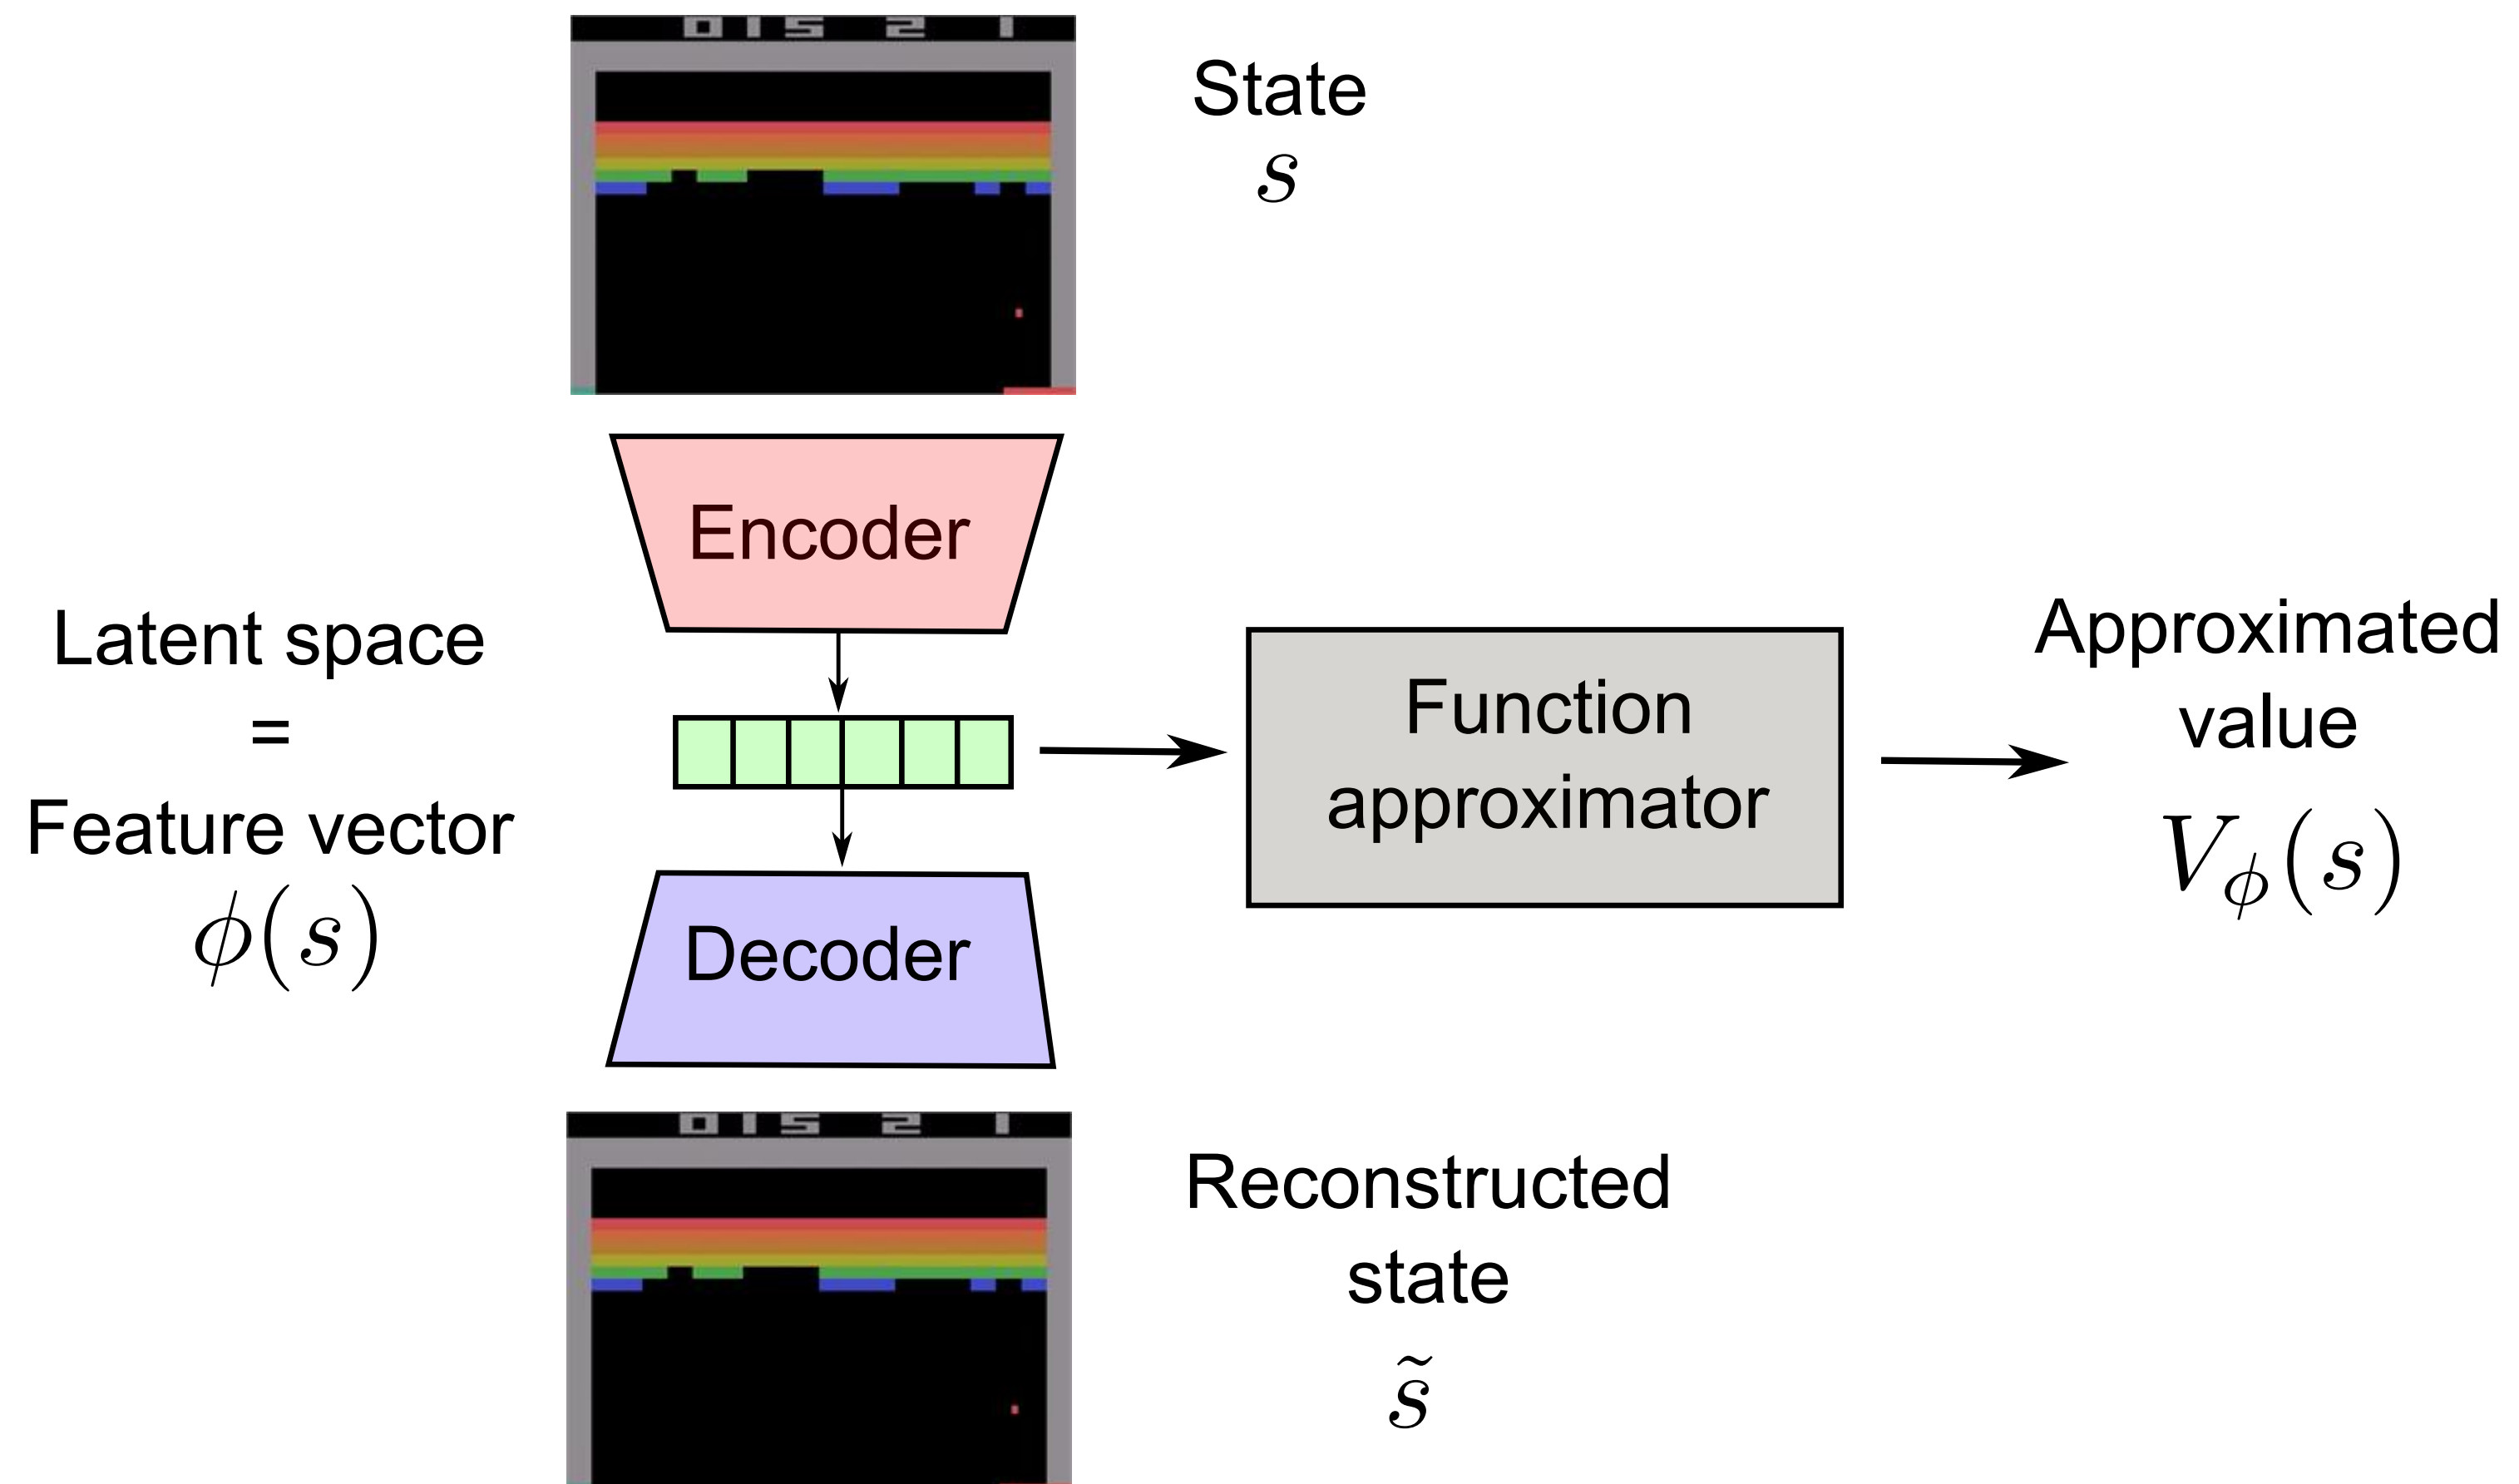 015 2 1
State
s
Encoder
Latent space
=
Feature vector
ϕ(s)
Function
approximator
Approximated
value
V_ϕ(s)
Decoder
015 2 1
Reconstructed
state
s̃